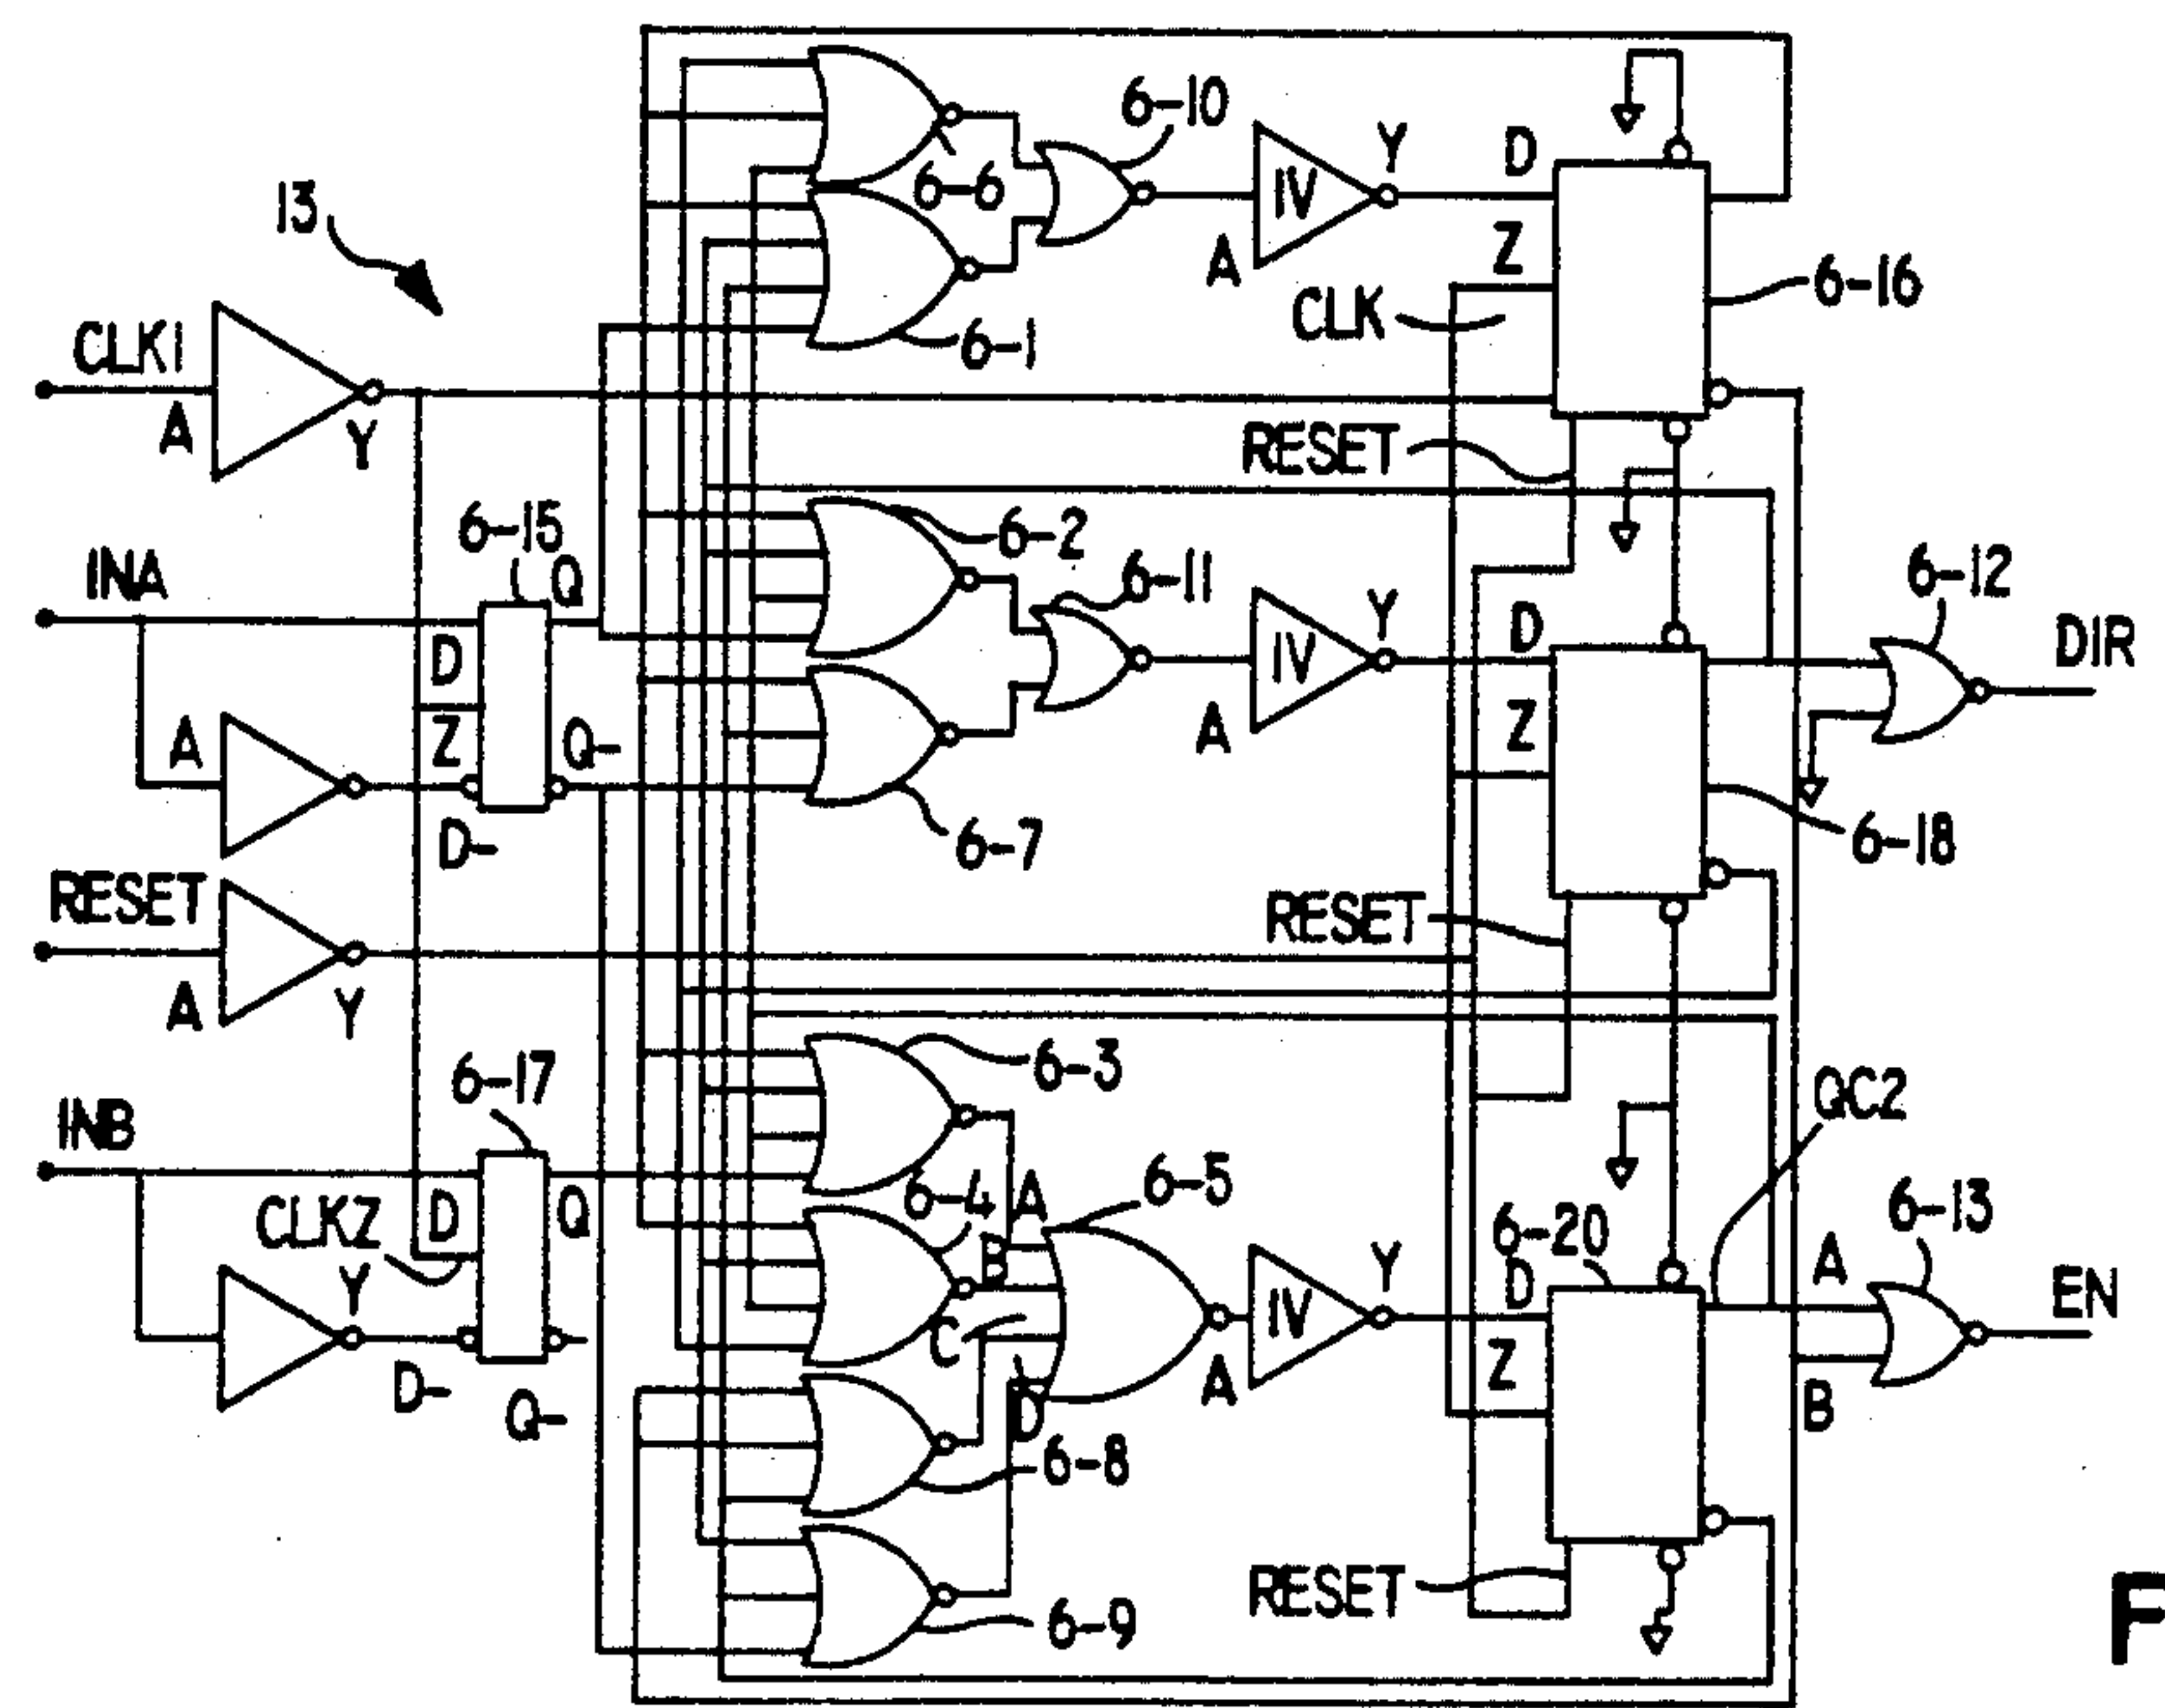 13
CLK1
A
Y
INA
6-15
Q
D
Z
A
Q-
D-
RESET
A
Y
6-17
INB
CLKZ
D
Q
Y
D-
Q-
6-6
6-10
6-1
A
IV
Y
D
Z
CLK
6-16
RESET
6-2
6-11
A
IV
Y
D
Z
6-7
6-18
6-12
DIR
RESET
6-3
6-4
A
B
C
D
6-5
6-8
6-9
A
IV
Y
6-20
D
Z
QC2
6-13
A
B
EN
RESET
F